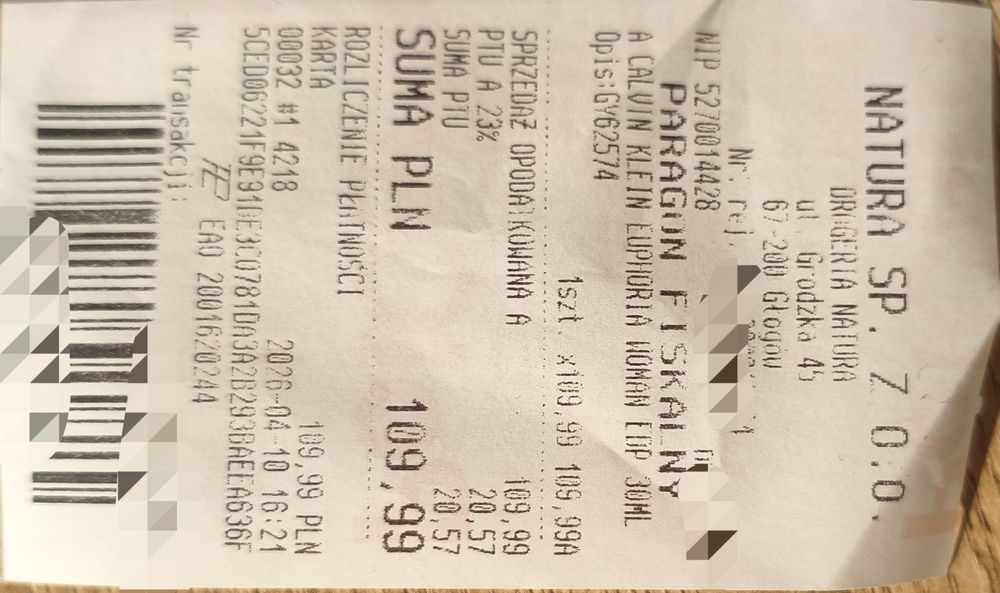 NATURA SP. Z O.O.
DROGERIA NATURA
ul. Grodzka 45
67-200 Głogów
Nr. rej.
NIP 5270014428
PARAGON FISKALNY
A CALVIN KLEIN EUPHORIA WOMAN EDP 30ML
1szt. x109,99 109,99A
Opis:GY62574
SPRZEDAŻ OPODATKOWANA A 109,99
PTU A 23% 20,57
SUMA PTU 20,57
SUMA PLN 109,99
ROZLICZENIE PŁATNOŚCI
KARTA 109,99 PLN
00032 #1 4218 2026-04-10 16:21
EAO 2001620244
Nr transakcji: